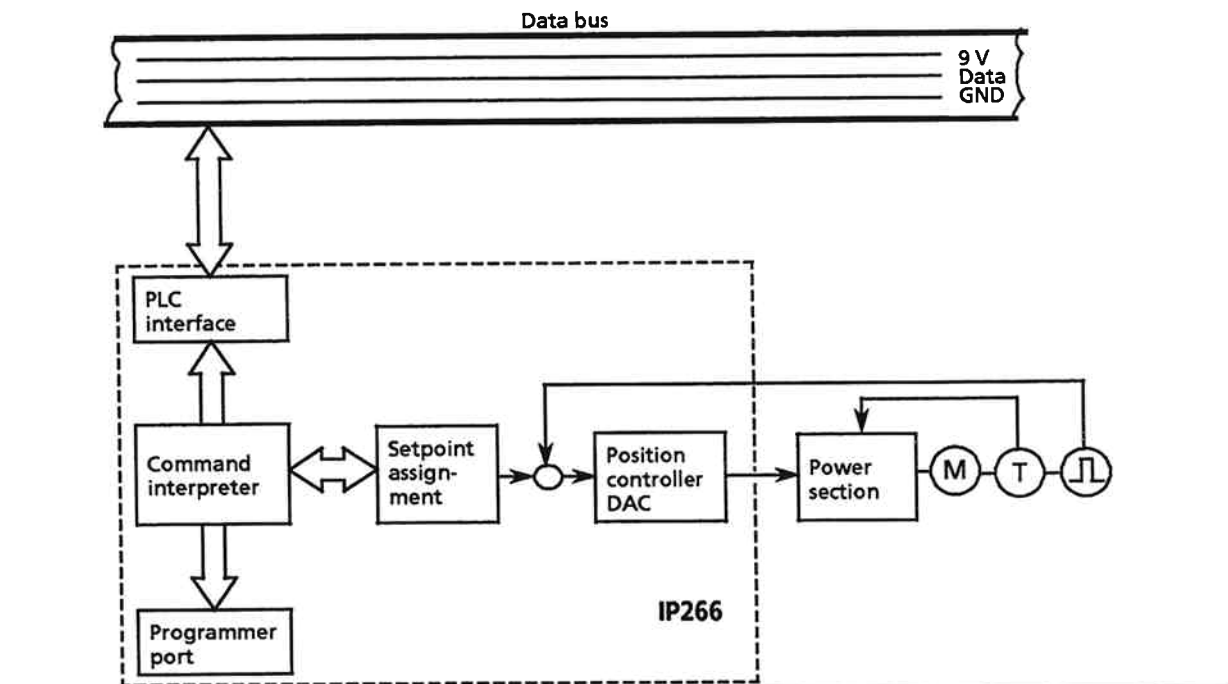 Data bus
9 V
Data
GND
PLC
interface
Command
interpreter
Setpoint
assign-
ment
Position
controller
DAC
Power
section
M
T
IP266
Programmer
port